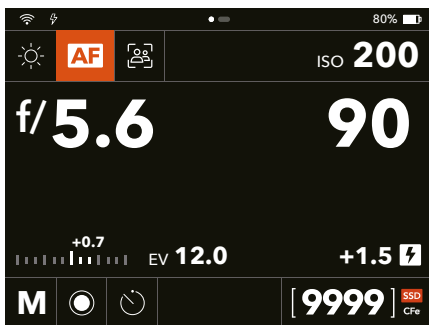 80%
AF ISO 200
f/5.6 90
+0.7
EV 12.0 +1.5
M [9999] SSD
CFe